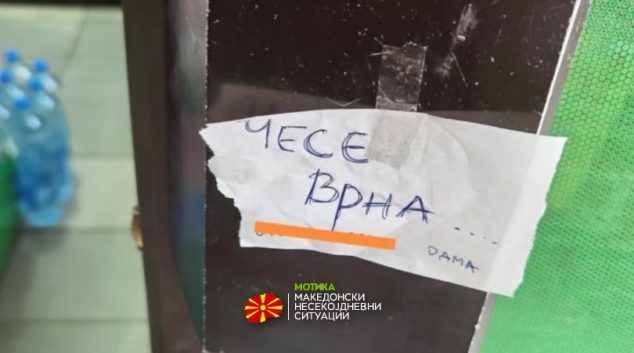 ЧЕСЕ
ВРНА.....
ОДМА
МОТИКА
МАКЕДОНСКИ
НЕСЕКОЈДНЕВНИ
СИТУАЦИИ